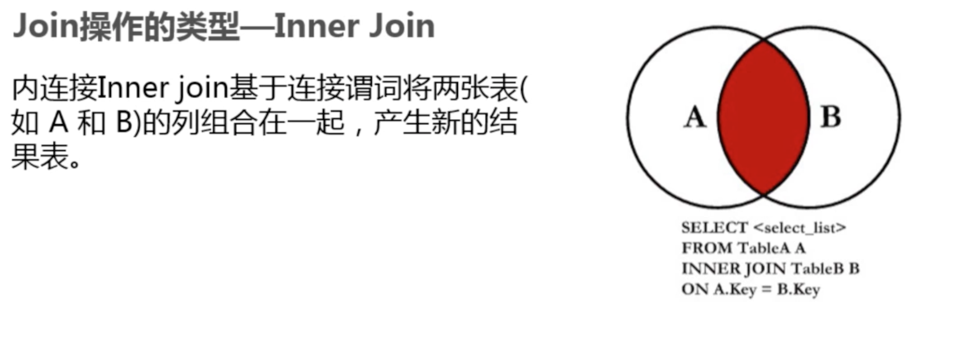 Join操作的类型—Inner Join
内连接Inner join基于连接谓词将两张表(
如 A 和 B)的列组合在一起，产生新的结
果表。
A
B
SELECT <select_list>
FROM TableA A
INNER JOIN TableB B
ON A.Key = B.Key